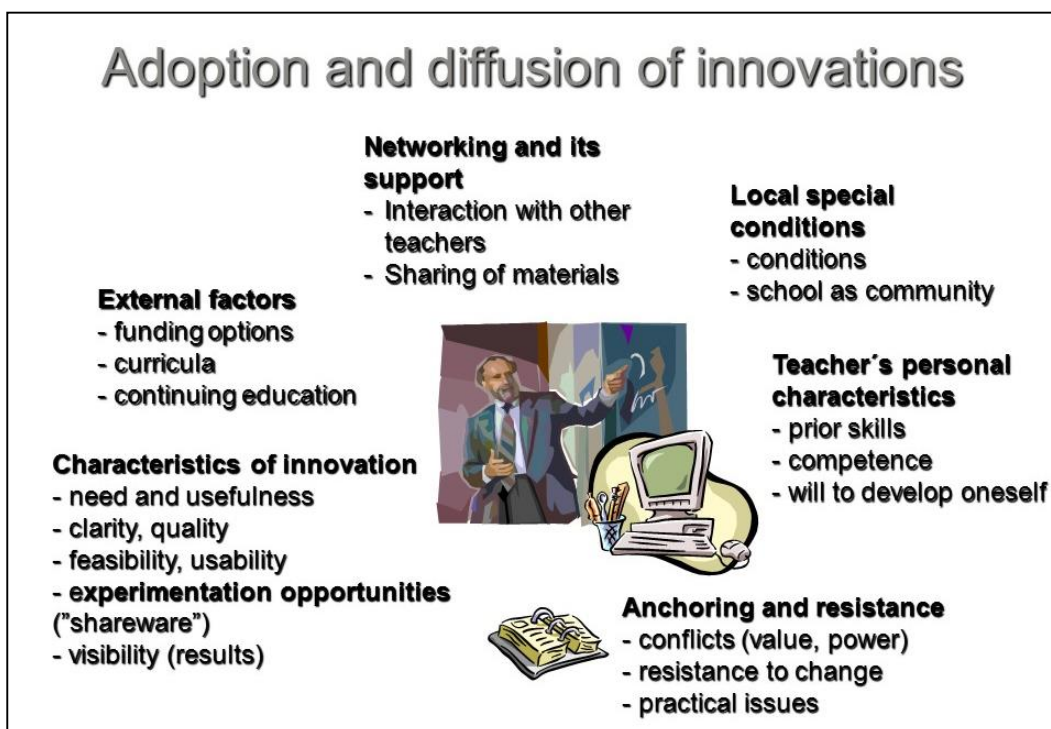 Adoption and diffusion of innovations
Networking and its
support
- Interaction with other
teachers
- Sharing of materials
Local special
conditions
- conditions
- school as community
External factors
- funding options
- curricula
- continuing education
Teacher´s personal
characteristics
- prior skills
- competence
- will to develop oneself
Characteristics of innovation
- need and usefulness
- clarity, quality
- feasibility, usability
- experimentation opportunities
(”shareware”)
- visibility (results)
Anchoring and resistance
- conflicts (value, power)
- resistance to change
- practical issues